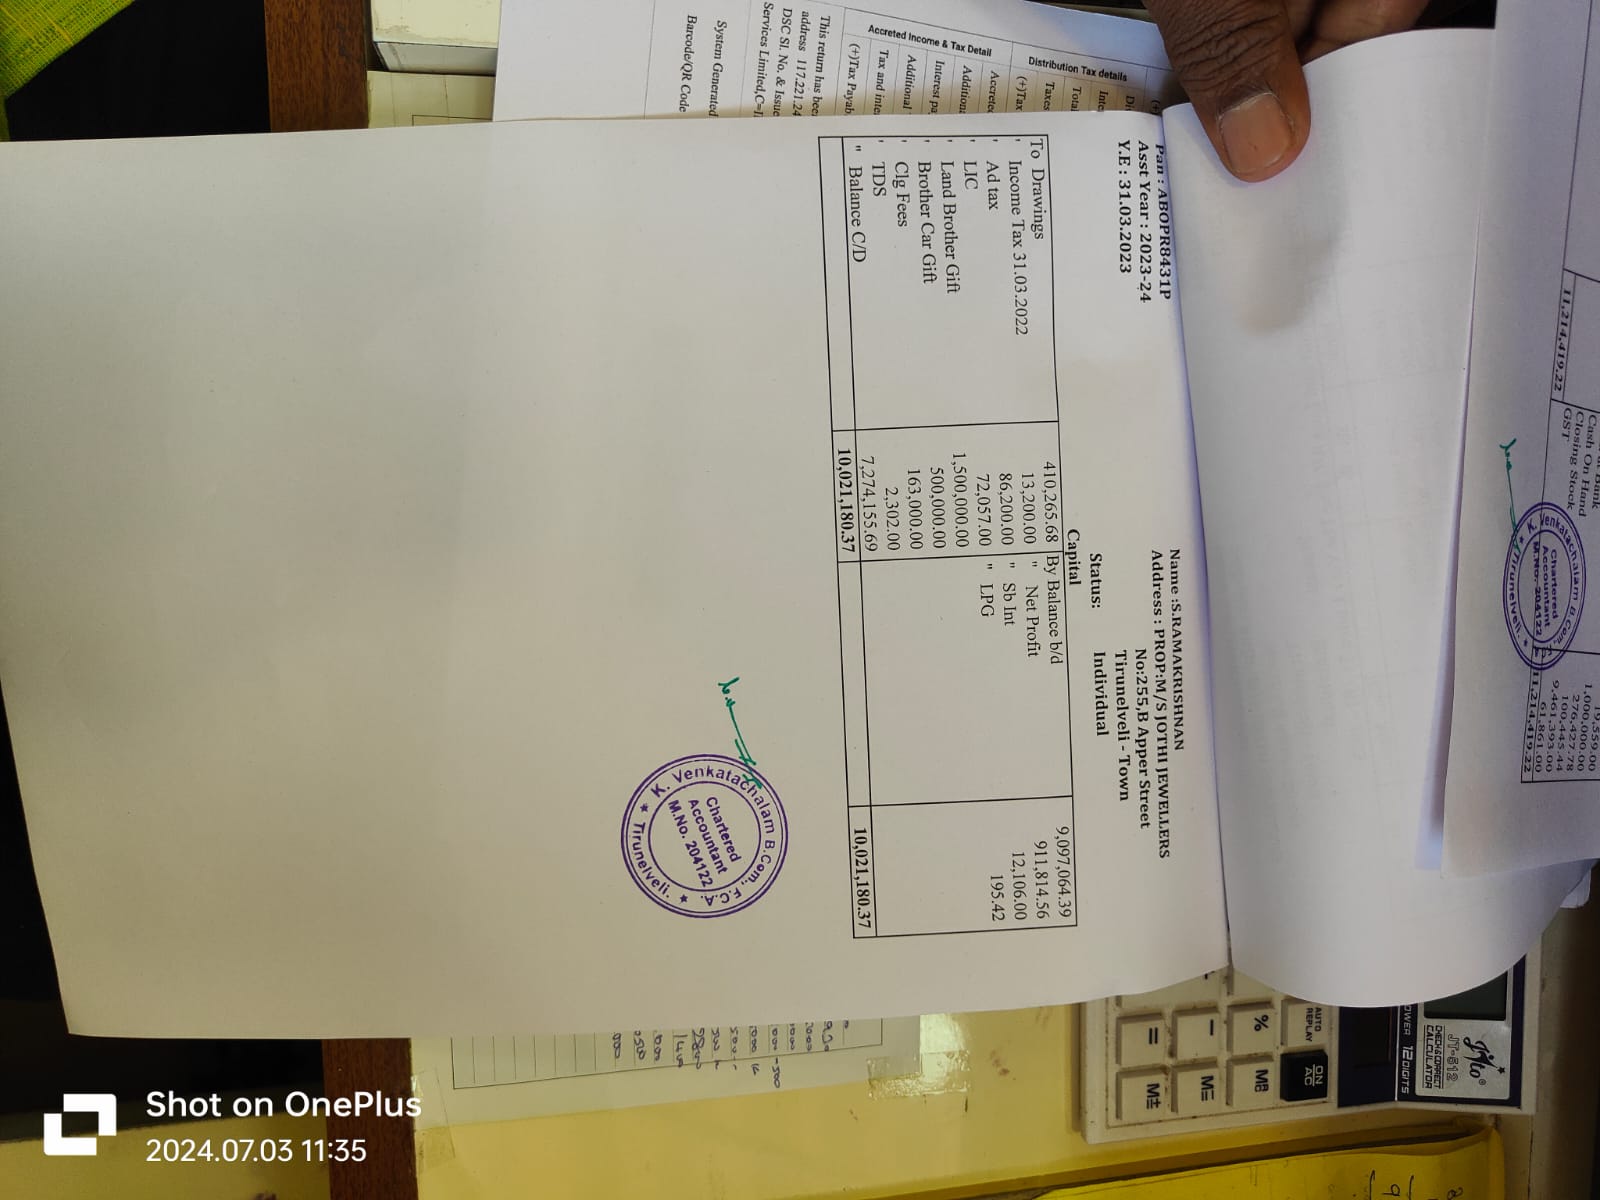 Cash On Hand
Closing Stock
GST
11,214,419.22
19,559.00
1,000,000.00
276,427.78
100,445.44
9,461,393.00
61,861.00
11,214,419.22
K. Venkatachalam B.Com., F.C.A.
Chartered
Accountant
M.No. 204122
Tirunelveli.
Jito®
JT-512
CHECK & CORRECT
CALCULATOR
12 DIGITS
AUTO
REPLAY
ON
AC
%
−
M=
=
M±
Pan : ABOPR8431P
Asst Year : 2023-24
Y.E : 31.03.2023
Name :S.RAMAKRISHNAN
Address : PROP:M/S JOTHI JEWELLERS
No:255,B Apper Street
Tirunelveli - Town
Status: Individual
Capital
To Drawings 410,265.68 By Balance b/d 9,097,064.39
' Income Tax 31.03.2022 13,200.00 " Net Profit 911,814.56
' Ad tax 86,200.00 " Sb Int 12,106.00
' LIC 72,057.00 " LPG 195.42
' Land Brother Gift 1,500,000.00
' Brother Car Gift 500,000.00
' Clg Fees 163,000.00
' TDS 2,302.00
" Balance C/D 7,274,155.69
10,021,180.37 10,021,180.37
K. Venkatachalam B.Com., F.C.A.
Chartered
Accountant
M.No. 204122
Tirunelveli.
Distribution Tax details
Total
Taxes
(+)Tax
Accreted Income & Tax Detail
Interest pa
Additional
Tax and inte
(+)Tax Payab
This return has bee
address 117.221.24
DSC Sl. No. & Issue
Services Limited,C=I
System Generated
Barcode/QR Code
Shot on OnePlus
2024.07.03 11:35